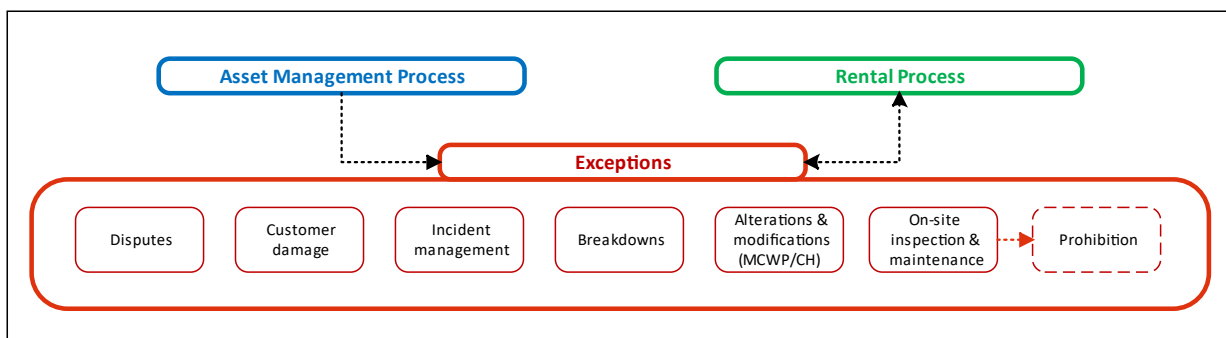 Asset Management Process
Rental Process
Exceptions
Disputes
Customer
damage
Incident
management
Breakdowns
Alterations &
modifications
(MCWP/CH)
On-site
inspection &
maintenance
Prohibition